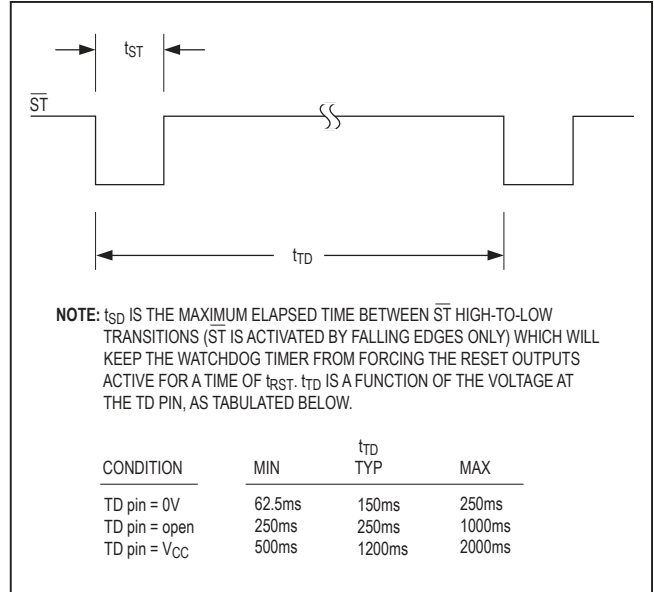 tST
ST
tTD
NOTE: tSD IS THE MAXIMUM ELAPSED TIME BETWEEN S̅T̅ HIGH-TO-LOW
TRANSITIONS (S̅T̅ IS ACTIVATED BY FALLING EDGES ONLY) WHICH WILL
KEEP THE WATCHDOG TIMER FROM FORCING THE RESET OUTPUTS
ACTIVE FOR A TIME OF tRST. tTD IS A FUNCTION OF THE VOLTAGE AT
THE TD PIN, AS TABULATED BELOW.
tTD
CONDITION MIN TYP MAX
TD pin = 0V 62.5ms 150ms 250ms
TD pin = open 250ms 250ms 1000ms
TD pin = VCC 500ms 1200ms 2000ms